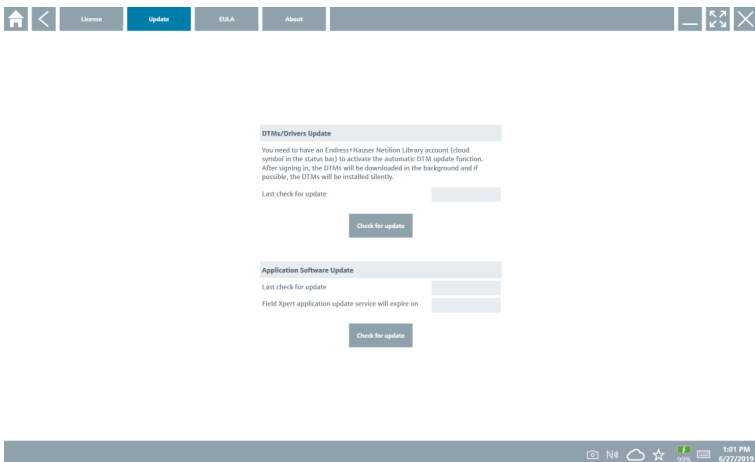 License
Update
EULA
About
DTMs/Drivers Update
You need to have an Endress+Hauser Netilion Library account (cloud
symbol in the status bar) to activate the automatic DTM update function.
After signing in, the DTMs will be downloaded in the background and if
possible, the DTMs will be installed silently.
Last check for update
Check for update
Application Software Update
Last check for update
Field Xpert application update service will expire on
Check for update
99%
1:01 PM
6/27/2019